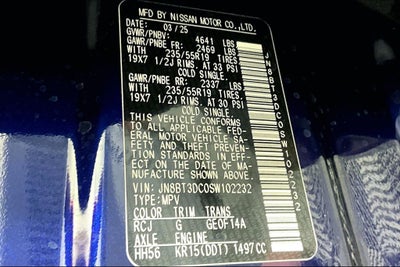 MFD BY NISSAN MOTOR CO.,LTD.
DATE: 03/25
GVWR/PNBV: 4641 LBS
GAWR/PNBE FR: 2469 LBS
WITH 235/55R19 TIRES
19X7 1/2J RIMS. AT 33 PSI
COLD SINGLE.
GAWR/PNBE RR: 2337 LBS
WITH 235/55R19 TIRES
19X7 1/2J RIMS. AT 30 PSI
COLD SINGLE.
THIS VEHICLE CONFORMS
TO ALL APPLICABLE FED-
ERAL MOTOR VEHICLE SA-
FETY AND THEFT PREVEN-
TION STANDARDS IN EFF-
ECT ON THE DATE OF MA-
NUFACTURE SHOWN ABOVE.
VIN: JN8BT3DC0SW102232
TYPE: MPV
COLOR TRIM TRANS
RCJ G GE0F14A
AXLE ENGINE
HH56 KR15(DDT) 1497CC
JN8BT3DC0SW102232